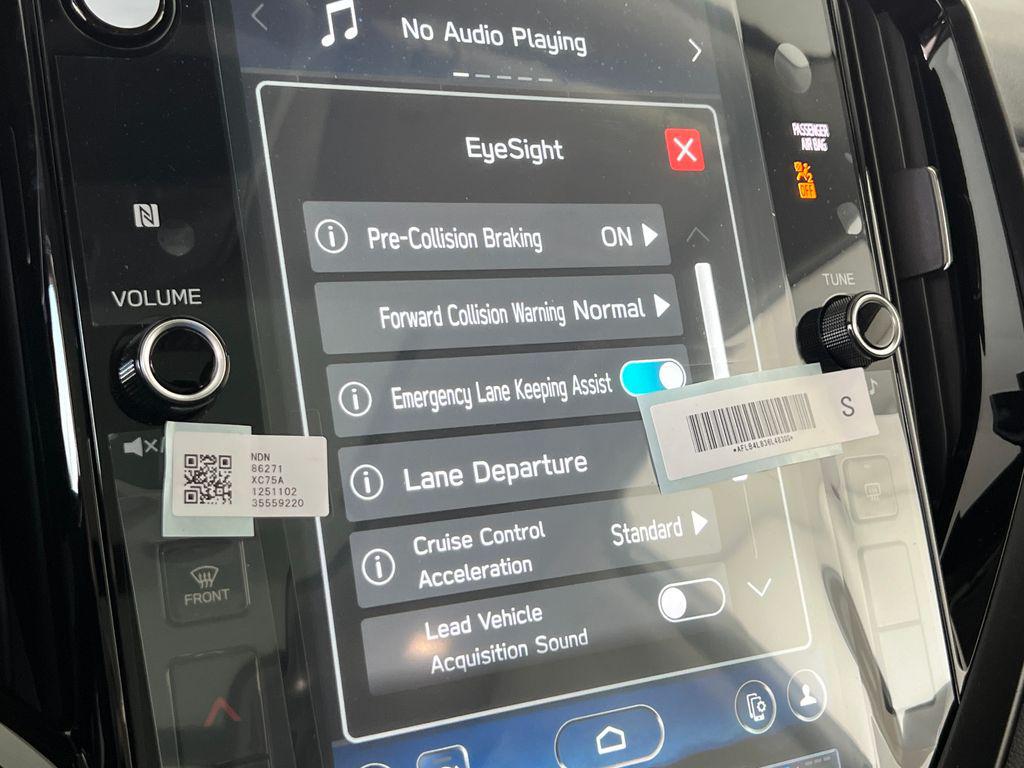 No Audio Playing
EyeSight
PASSENGER
AIR BAG
OFF
Pre-Collision Braking ON
VOLUME
TUNE
Forward Collision Warning Normal
Emergency Lane Keeping Assist
S
*AFLB4LB36L4830G*
Lane Departure
NDN
86271
XC75A
1251102
35559220
Cruise Control
Acceleration
Standard
FRONT
Lead Vehicle
Acquisition Sound